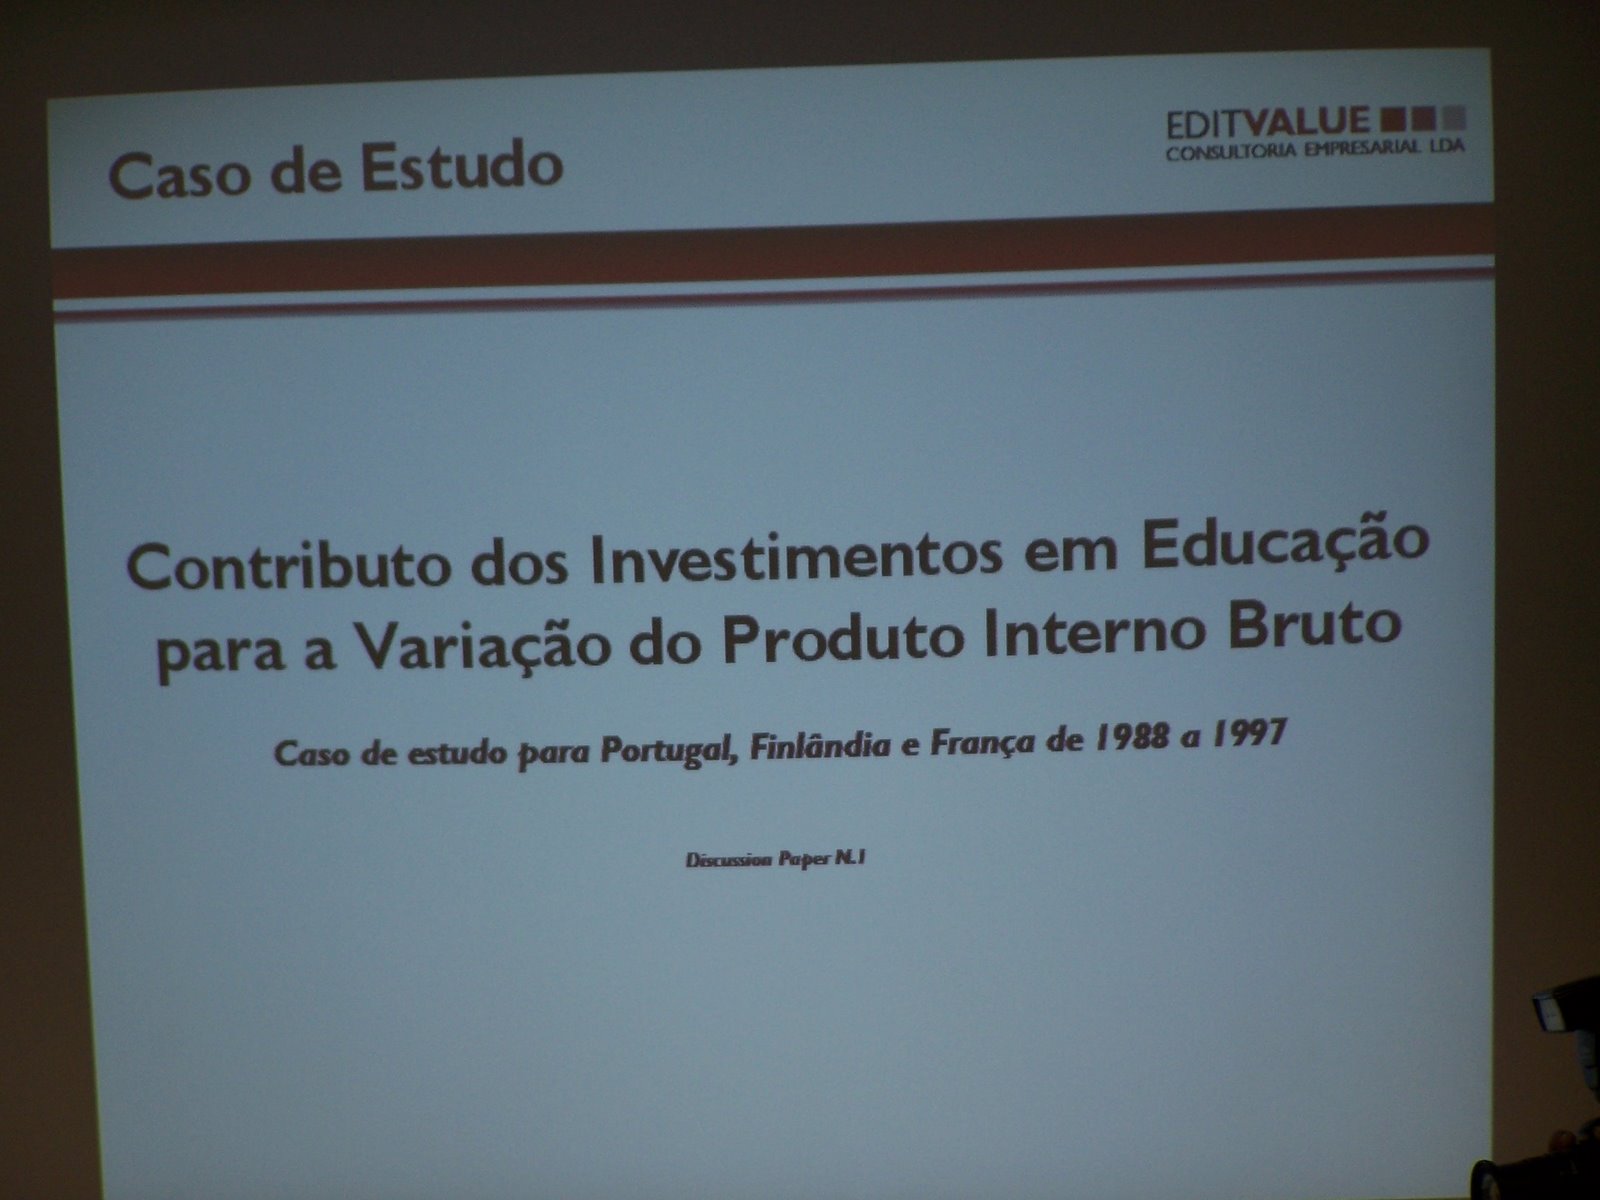 Caso de Estudo
EDITVALUE
CONSULTORIA EMPRESARIAL LDA
Contributo dos Investimentos em Educação
para a Variação do Produto Interno Bruto
Caso de estudo para Portugal, Finlândia e França de 1988 a 1997
Discussion Paper N.1